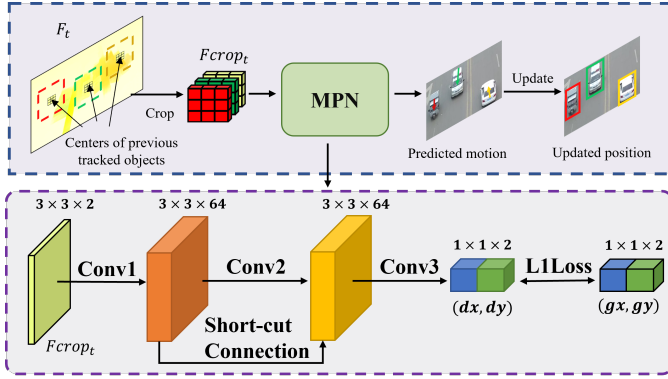 F_t
Fcrop_t
Crop
MPN
Update
Centers of previous
tracked objects
Predicted motion
Updated position
3 × 3 × 2
3 × 3 × 64
3 × 3 × 64
1 × 1 × 2
1 × 1 × 2
Conv1
Conv2
Conv3
L1Loss
(dx, dy)
(gx, gy)
Short-cut
Connection
Fcrop_t